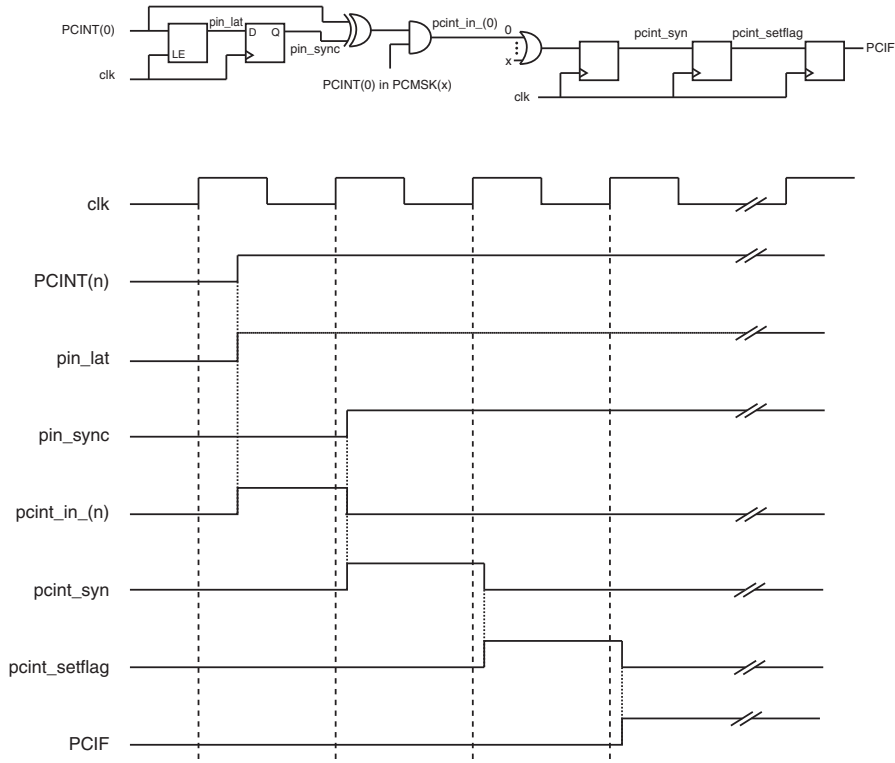 PCINT(0)
LE
pin_lat
D Q
pin_sync
clk
PCINT(0) in PCMSK(x)
pcint_in_(0)
0
x
clk
pcint_syn
pcint_setflag
PCIF
clk
PCINT(n)
pin_lat
pin_sync
pcint_in_(n)
pcint_syn
pcint_setflag
PCIF